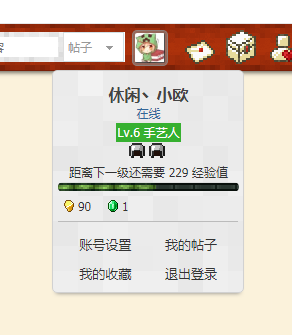 帖子
休闲、小欧
在线
Lv.6 手艺人
距离下一级还需要 229 经验值
90 1
账号设置 我的帖子
我的收藏 退出登录